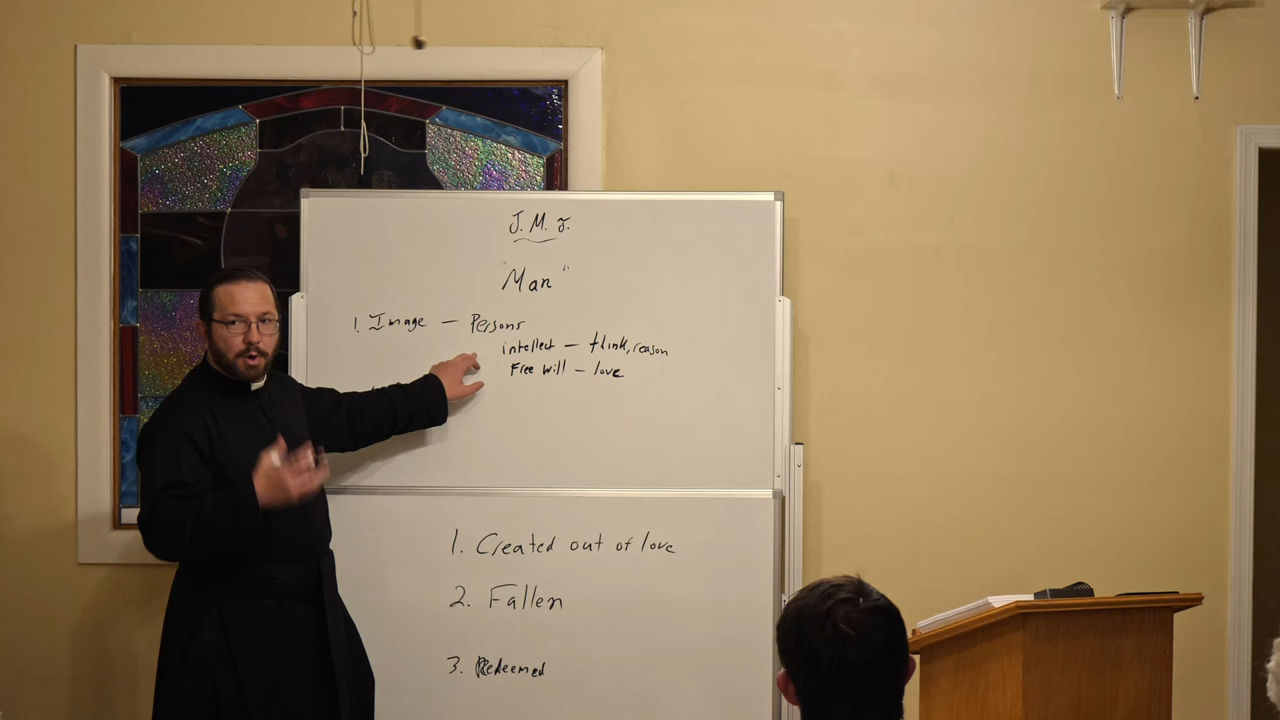 J. M. J.
"Man"
1. Image – Persons
intellect – think, reason
Free will – love
1. Created out of love
2. Fallen
3. Redeemed